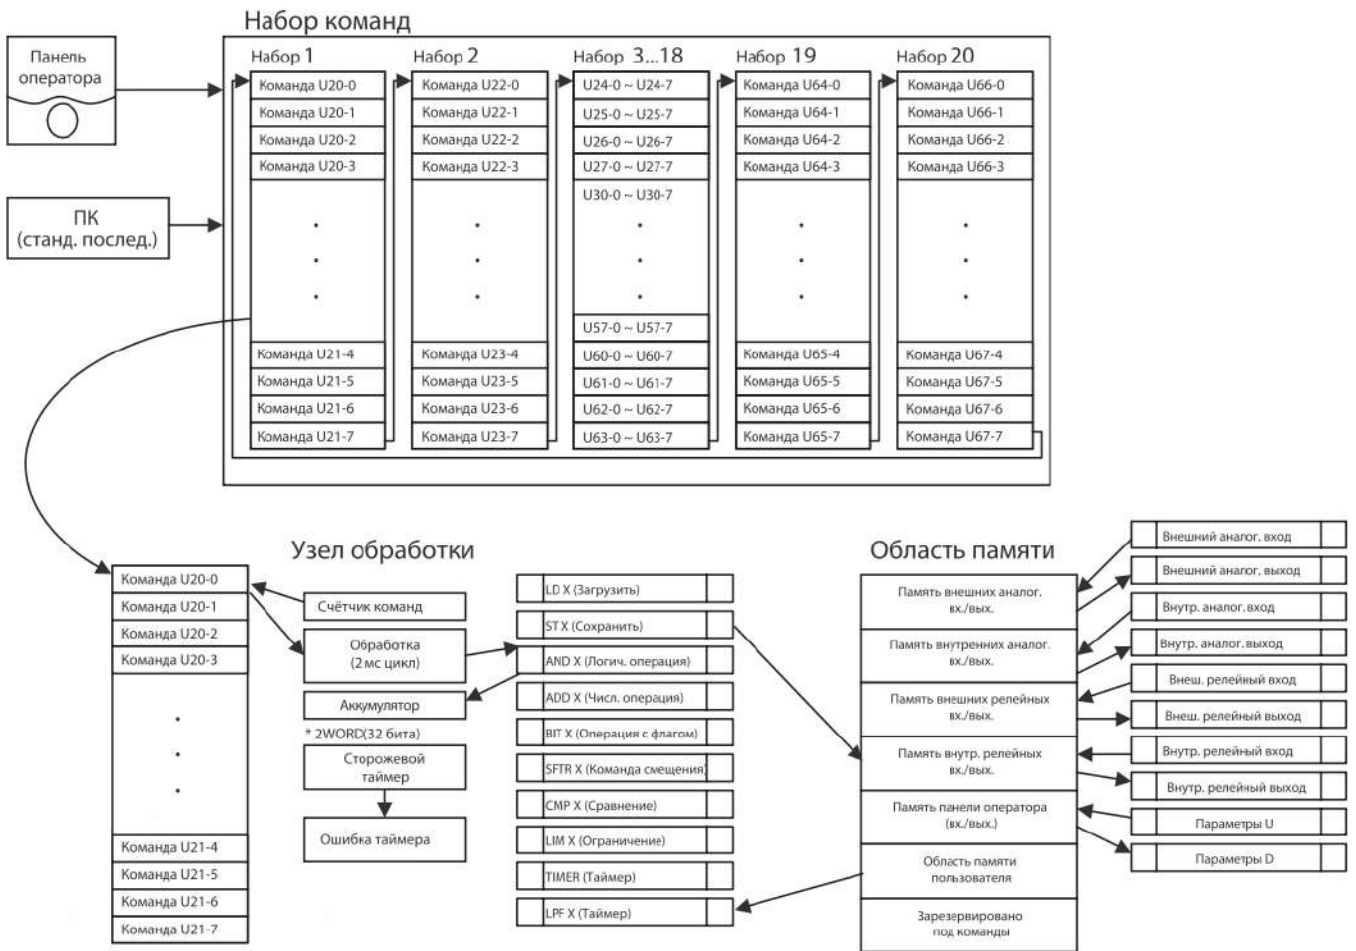 Набор команд
Панель
оператора
ПК
(станд. послед.)
Набор 1
Команда U20-0
Команда U20-1
Команда U20-2
Команда U20-3
Команда U21-4
Команда U21-5
Команда U21-6
Команда U21-7
Набор 2
Команда U22-0
Команда U22-1
Команда U22-2
Команда U22-3
Команда U23-4
Команда U23-5
Команда U23-6
Команда U23-7
Набор 3...18
U24-0 ~ U24-7
U25-0 ~ U25-7
U26-0 ~ U26-7
U27-0 ~ U27-7
U30-0 ~ U30-7
U57-0 ~ U57-7
U60-0 ~ U60-7
U61-0 ~ U61-7
U62-0 ~ U62-7
U63-0 ~ U63-7
Набор 19
Команда U64-0
Команда U64-1
Команда U64-2
Команда U64-3
Команда U65-4
Команда U65-5
Команда U65-6
Команда U65-7
Набор 20
Команда U66-0
Команда U66-1
Команда U66-2
Команда U66-3
Команда U67-4
Команда U67-5
Команда U67-6
Команда U67-7
Команда U20-0
Команда U20-1
Команда U20-2
Команда U20-3
Команда U21-4
Команда U21-5
Команда U21-6
Команда U21-7
Узел обработки
Счётчик команд
Обработка
(2 мс цикл)
Аккумулятор
* 2WORD(32 бита)
Сторожевой
таймер
Ошибка таймера
LD X (Загрузить)
ST X (Сохранить)
AND X (Логич. операция)
ADD X (Числ. операция)
BIT X (Операция с флагом)
SFTR X (Команда смещения)
CMP X (Сравнение)
LIM X (Ограничение)
TIMER (Таймер)
LPF X (Таймер)
Область памяти
Память внешних аналог.
вх./вых.
Память внутренних аналог.
вх./вых.
Память внешних релейных
вх./вых.
Память внутр. релейных
вх./вых.
Память панели оператора
(вх./вых.)
Область памяти
пользователя
Зарезервировано
под команды
Внешний аналог. вход
Внешний аналог. выход
Внутр. аналог. вход
Внутр. аналог. выход
Внеш. релейный вход
Внеш. релейный выход
Внутр. релейный вход
Внутр. релейный выход
Параметры U
Параметры D